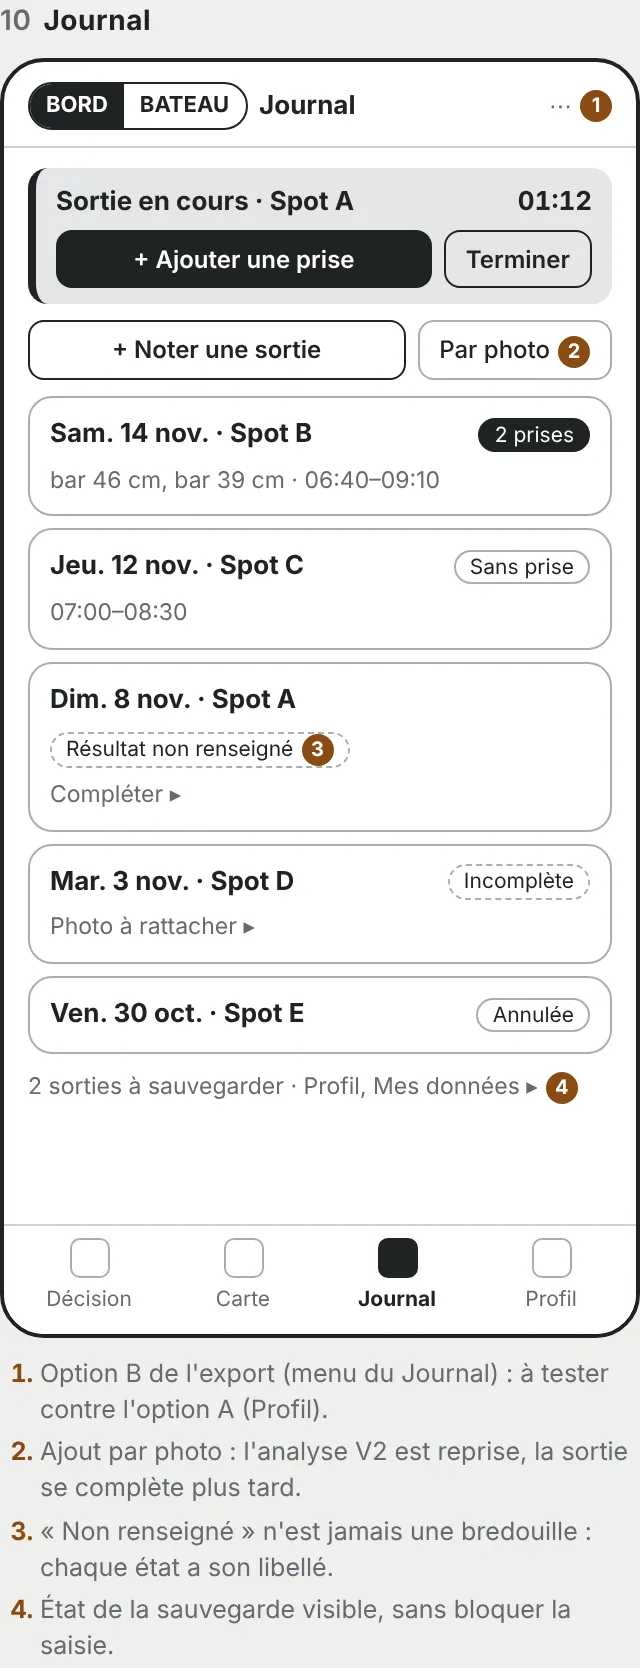 10 Journal
BORD BATEAU Journal ... 1
Sortie en cours · Spot A 01:12
+ Ajouter une prise Terminer
+ Noter une sortie Par photo 2
Sam. 14 nov. · Spot B 2 prises
bar 46 cm, bar 39 cm · 06:40–09:10
Jeu. 12 nov. · Spot C Sans prise
07:00–08:30
Dim. 8 nov. · Spot A
Résultat non renseigné 3
Compléter ▸
Mar. 3 nov. · Spot D Incomplète
Photo à rattacher ▸
Ven. 30 oct. · Spot E Annulée
2 sorties à sauvegarder · Profil, Mes données ▸ 4
Décision Carte Journal Profil
1. Option B de l'export (menu du Journal) : à tester
contre l'option A (Profil).
2. Ajout par photo : l'analyse V2 est reprise, la sortie
se complète plus tard.
3. « Non renseigné » n'est jamais une bredouille :
chaque état a son libellé.
4. État de la sauvegarde visible, sans bloquer la
saisie.